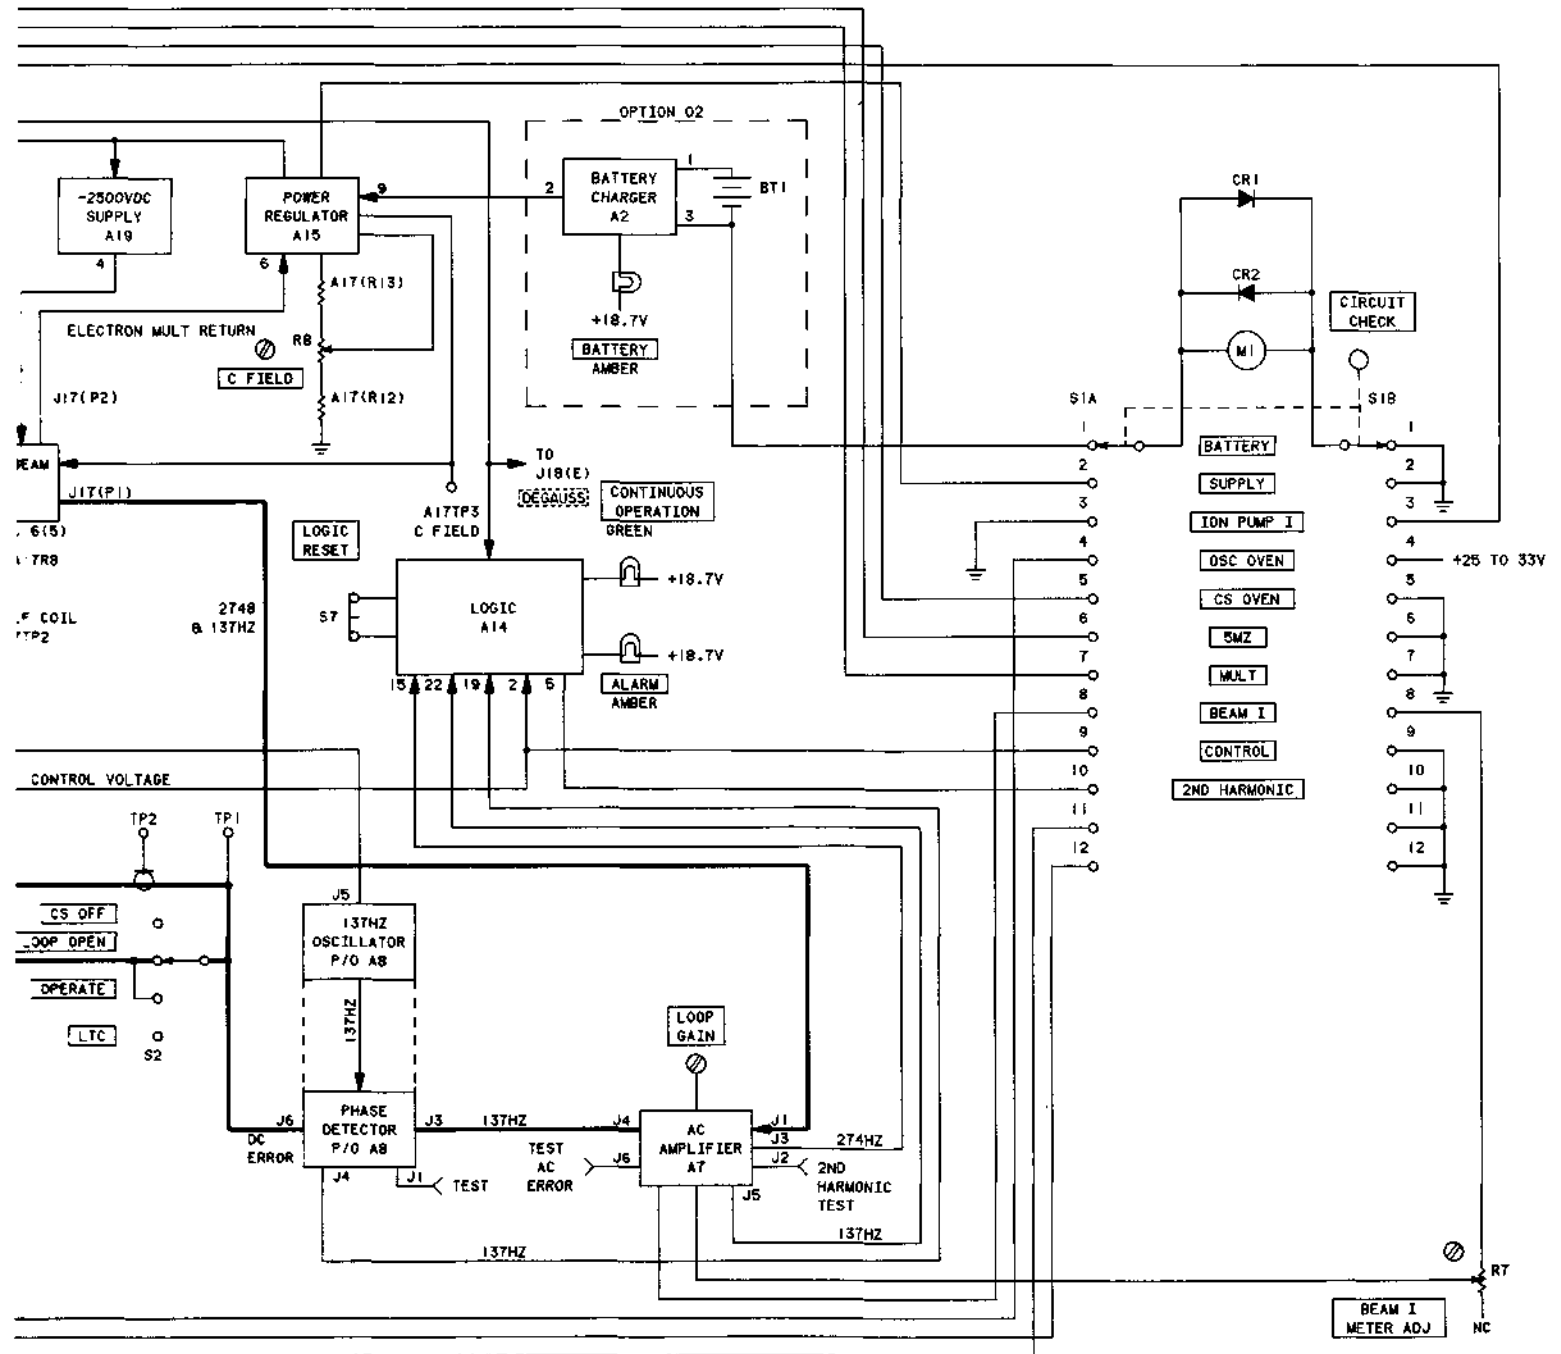 OPTION 02
-2500VDC
SUPPLY
A19
4
POWER
REGULATOR
A15
9
6
2
BATTERY
CHARGER
A2
1
3
BT1
+18.7V
BATTERY
AMBER
A17(R13)
R8
C FIELD
A17(R12)
ELECTRON MULT RETURN
J17(P2)
BEAM
J17(P1)
6(5)
COIL
CR1
CR2
M1
CIRCUIT
CHECK
S1A
S1B
TO
J18(E)
DEGAUSS
CONTINUOUS
OPERATION
GREEN
A17TP3
C FIELD
LOGIC
RESET
S7
LOGIC
A14
+18.7V
+18.7V
ALARM
AMBER
2748
& 137HZ
15
22
19
2
5
1
BATTERY
1
2
SUPPLY
2
3
ION PUMP I
3
4
OSC OVEN
4
+25 TO 33V
5
CS OVEN
5
6
5MZ
6
7
MULT
7
8
BEAM I
8
9
CONTROL
9
10
2ND HARMONIC
10
11
11
12
12
CONTROL VOLTAGE
TP2
TP1
CS OFF
LOOP OPEN
OPERATE
LTC
S2
J5
137HZ
OSCILLATOR
P/O A8
137HZ
PHASE
DETECTOR
P/O A8
J6
DC
ERROR
J3
137HZ
J4
J4
J1
TEST
LOOP
GAIN
AC
AMPLIFIER
A7
J1
J3
274HZ
J2
2ND
HARMONIC
TEST
TEST
AC
ERROR
J6
J5
137HZ
137HZ
R7
BEAM I
METER ADJ
NC